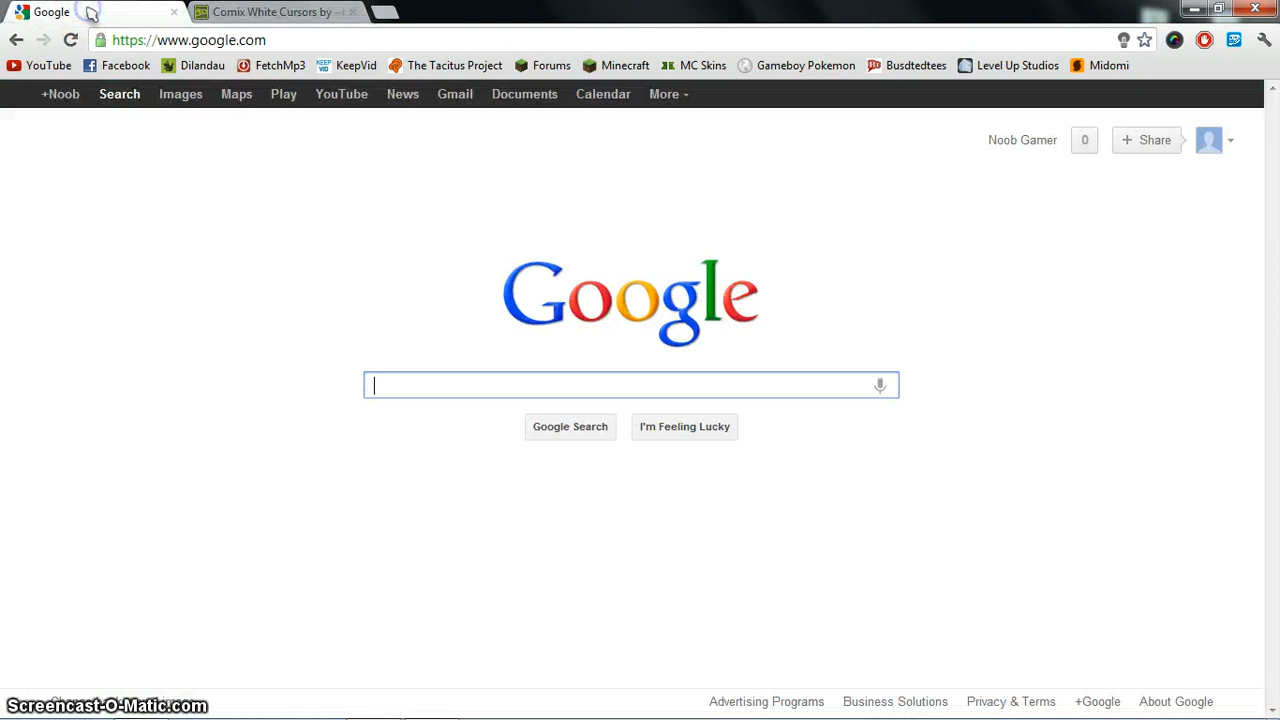 Google
Comix White Cursors by
https://www.google.com
YouTube Facebook Dilandau FetchMp3 KeepVid The Tacitus Project Forums Minecraft MC Skins Gameboy Pokemon Busdtedtees Level Up Studios Midomi
+Noob Search Images Maps Play YouTube News Gmail Documents Calendar More
Noob Gamer 0 + Share
Google
Google Search I'm Feeling Lucky
Advertising Programs Business Solutions Privacy & Terms +Google About Google
Screencast-O-Matic.com